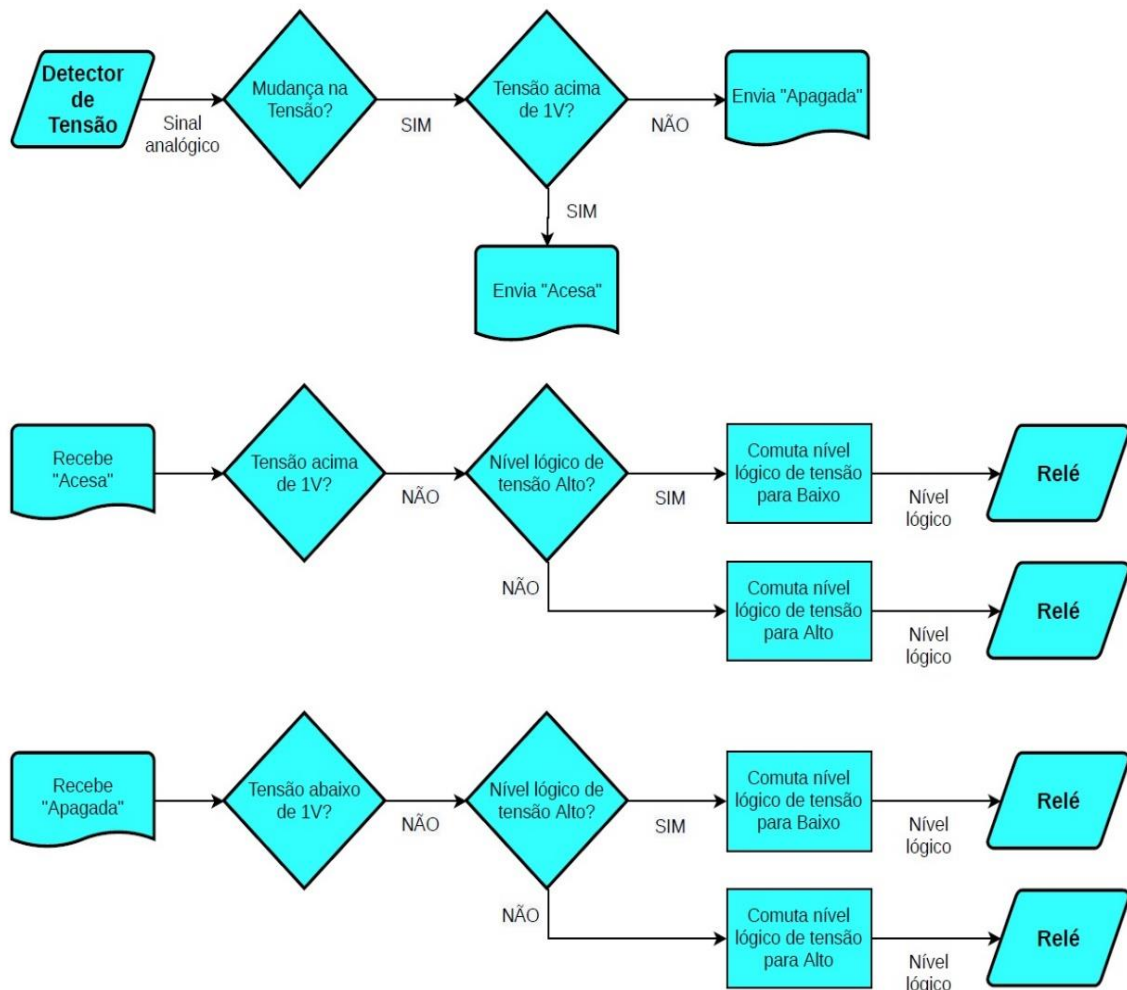 Detector
de
Tensão
Sinal
analógico
Mudança na
Tensão?
SIM
Tensão acima
de 1V?
NÃO
Envia "Apagada"
SIM
Envia "Acesa"
Recebe
"Acesa"
Tensão acima
de 1V?
NÃO
Nível lógico de
tensão Alto?
SIM
Comuta nível
lógico de tensão
para Baixo
Nível
lógico
Relé
NÃO
Comuta nível
lógico de tensão
para Alto
Nível
lógico
Relé
Recebe
"Apagada"
Tensão abaixo
de 1V?
NÃO
Nível lógico de
tensão Alto?
SIM
Comuta nível
lógico de tensão
para Baixo
Nível
lógico
Relé
NÃO
Comuta nível
lógico de tensão
para Alto
Nível
lógico
Relé